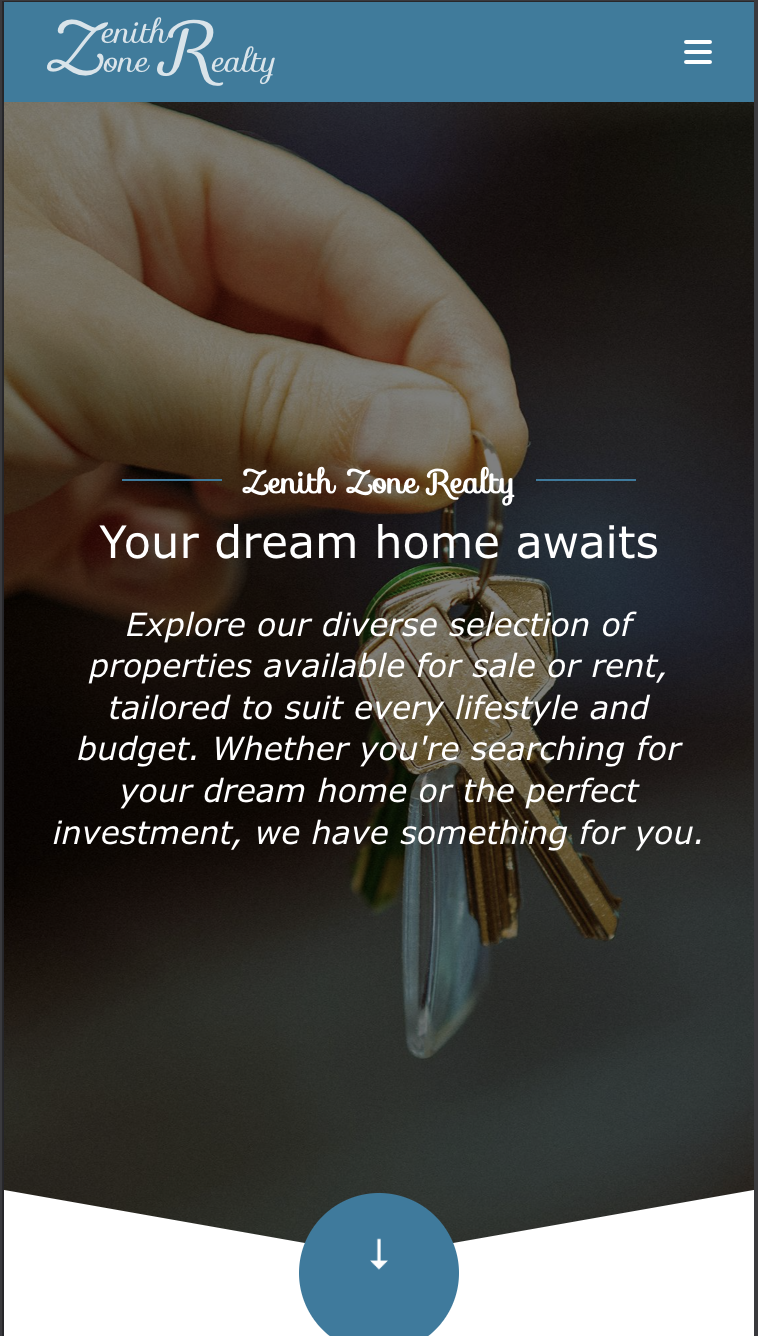 Zenith Realty
Zone
Zenith Zone Realty
Your dream home awaits
Explore our diverse selection of
properties available for sale or rent,
tailored to suit every lifestyle and
budget. Whether you're searching for
your dream home or the perfect
investment, we have something for you.